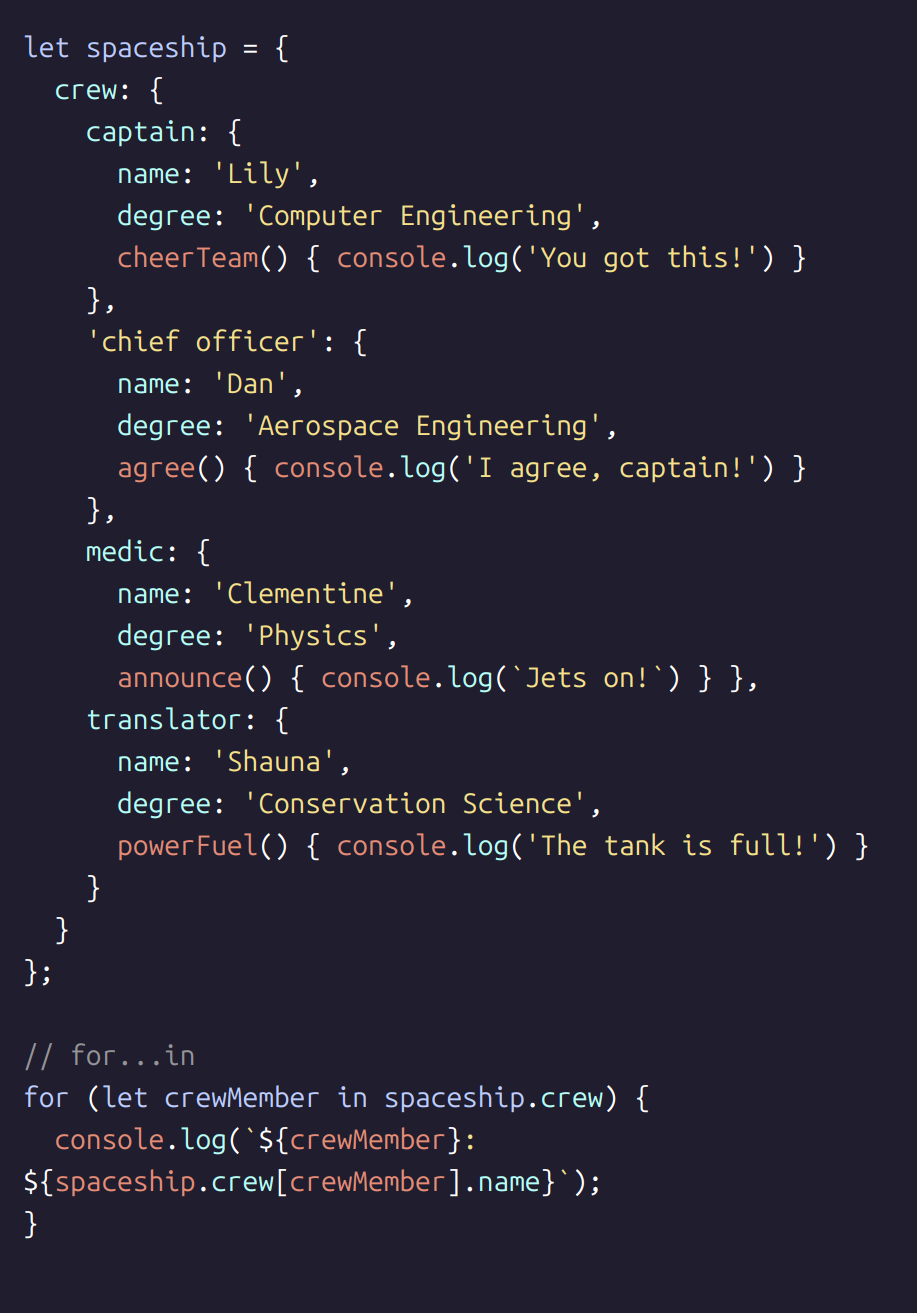 let spaceship = {
  crew: {
    captain: {
      name: 'Lily',
      degree: 'Computer Engineering',
      cheerTeam() { console.log('You got this!') }
    },
    'chief officer': {
      name: 'Dan',
      degree: 'Aerospace Engineering',
      agree() { console.log('I agree, captain!') }
    },
    medic: {
      name: 'Clementine',
      degree: 'Physics',
      announce() { console.log(`Jets on!`) } },
    translator: {
      name: 'Shauna',
      degree: 'Conservation Science',
      powerFuel() { console.log('The tank is full!') }
    }
  }
};

// for...in
for (let crewMember in spaceship.crew) {
  console.log(`${crewMember}:
${spaceship.crew[crewMember].name}`);
}